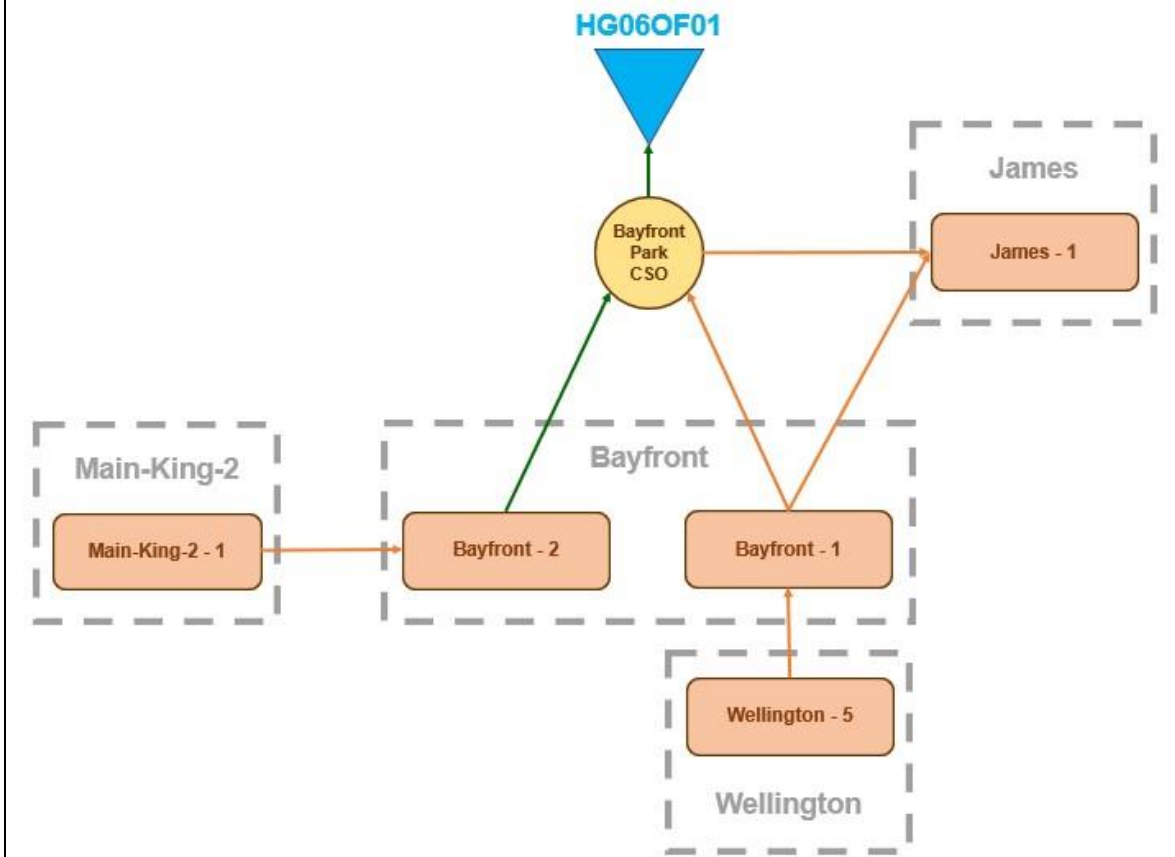 HG06OF01
James
Bayfront
Park
CSO
James - 1
Main-King-2
Bayfront
Main-King-2 - 1
Bayfront - 2
Bayfront - 1
Wellington - 5
Wellington